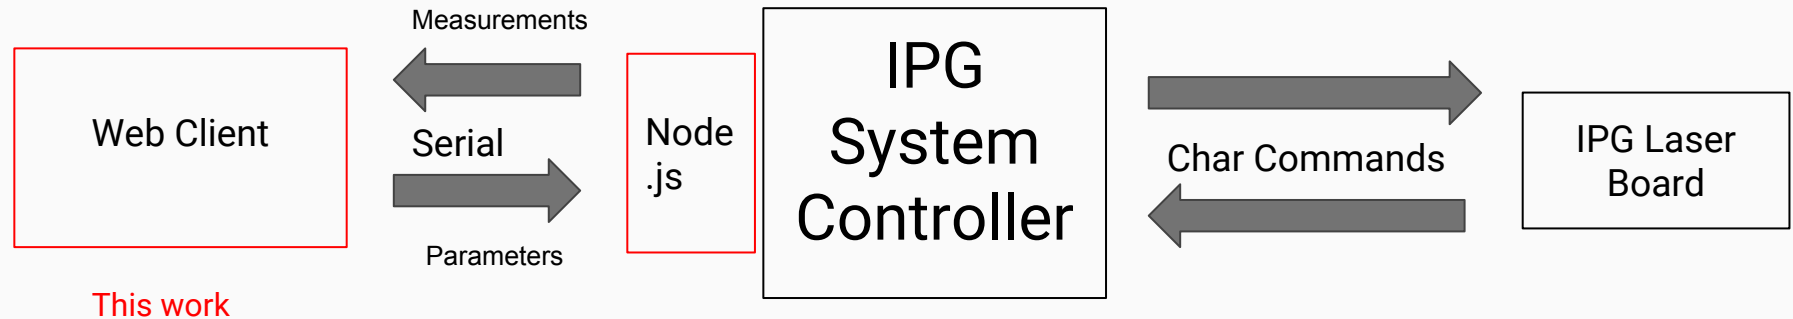 Measurements
Web Client
Serial
Parameters
This work
Node
.js
IPG
System
Controller
Char Commands
IPG Laser
Board